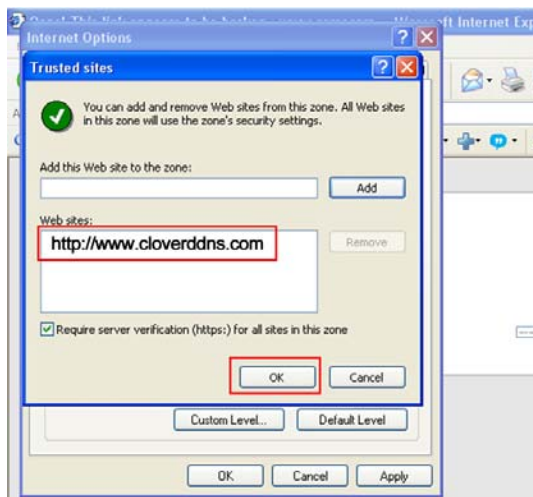 Internet Options
Trusted sites
You can add and remove Web sites from this zone. All Web sites
in this zone will use the zone's security settings.
Add this Web site to the zone:
Add
Web sites:
http://www.cloverddns.com
Remove
Require server verification (https:) for all sites in this zone
OK
Cancel
Custom Level...
Default Level
OK
Cancel
Apply